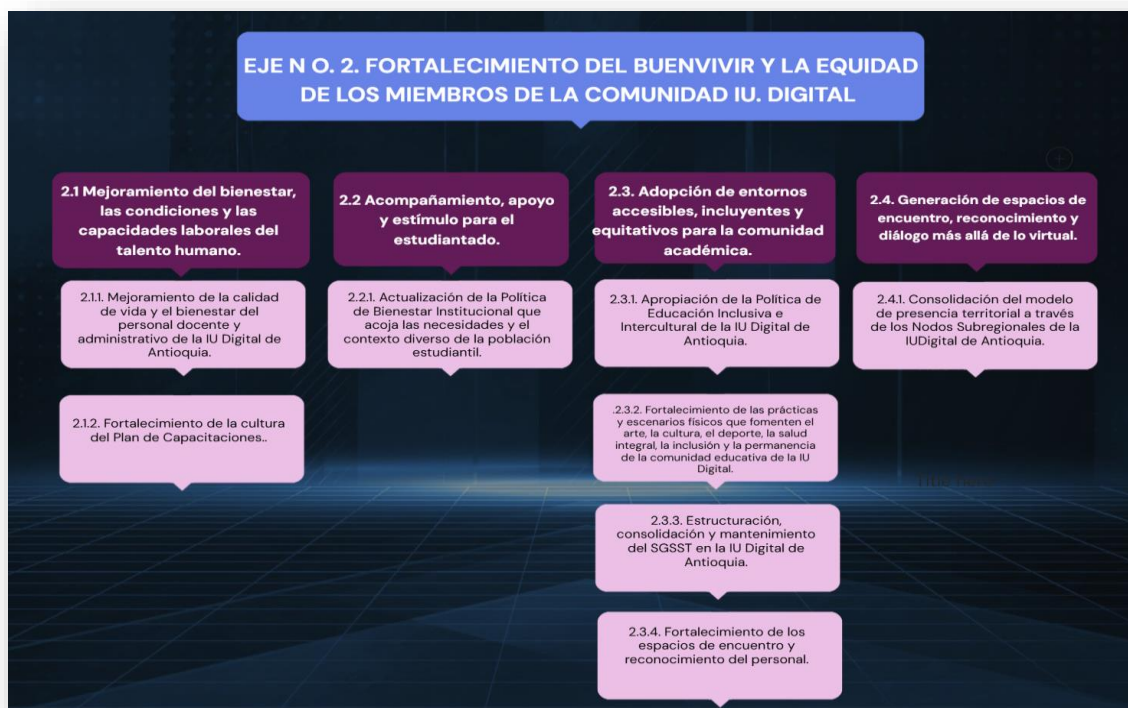 EJE N O. 2. FORTALECIMIENTO DEL BUENVIVIR Y LA EQUIDAD
DE LOS MIEMBROS DE LA COMUNIDAD IU. DIGITAL
2.1 Mejoramiento del bienestar,
las condiciones y las
capacidades laborales del
talento humano.
2.1.1. Mejoramiento de la calidad
de vida y el bienestar del
personal docente y
administrativo de la IU Digital de
Antioquia.
2.1.2. Fortalecimiento de la cultura
del Plan de Capacitaciones..
2.2 Acompañamiento, apoyo
y estímulo para el
estudiantado.
2.2.1. Actualización de la Política
de Bienestar Institucional que
acoja las necesidades y el
contexto diverso de la población
estudiantil.
2.3. Adopción de entornos
accesibles, incluyentes y
equitativos para la comunidad
académica.
2.3.1. Apropiación de la Política de
Educación Inclusiva e
Intercultural de la IU Digital de
Antioquia.
.2.3.2. Fortalecimiento de las prácticas
y escenarios físicos que fomenten el
arte, la cultura, el deporte, la salud
integral, la inclusión y la permanencia
de la comunidad educativa de la IU
Digital.
2.3.3. Estructuración,
consolidación y mantenimiento
del SGSST en la IU Digital de
Antioquia.
2.3.4. Fortalecimiento de los
espacios de encuentro y
reconocimiento del personal.
2.4. Generación de espacios de
encuentro, reconocimiento y
diálogo más allá de lo virtual.
2.4.1. Consolidación del modelo
de presencia territorial a través
de los Nodos Subregionales de la
IUDigital de Antioquia.